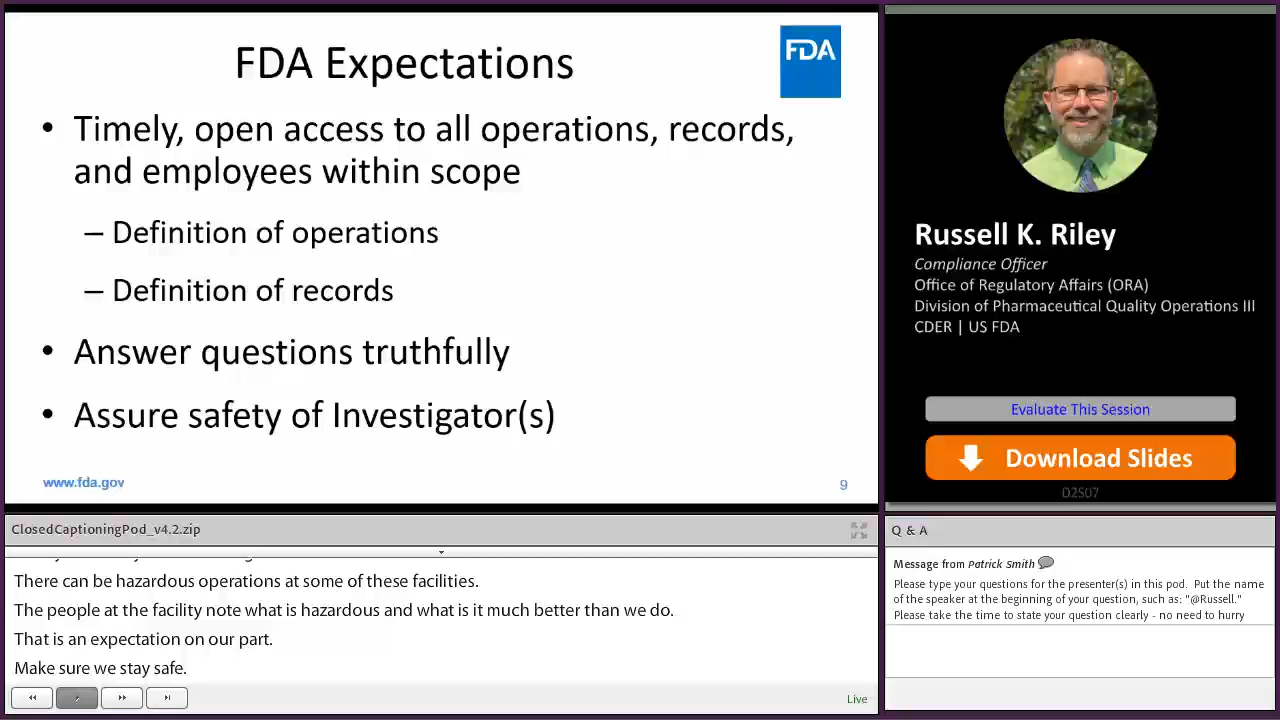 FDA Expectations
FDA
• Timely, open access to all operations, records,
and employees within scope
– Definition of operations
– Definition of records
• Answer questions truthfully
• Assure safety of Investigator(s)
www.fda.gov
9
Russell K. Riley
Compliance Officer
Office of Regulatory Affairs (ORA)
Division of Pharmaceutical Quality Operations III
CDER | US FDA
Evaluate This Session
Download Slides
D2S07
ClosedCaptioningPod_v4.2.zip
There can be hazardous operations at some of these facilities.
The people at the facility note what is hazardous and what is it much better than we do.
That is an expectation on our part.
Make sure we stay safe.
Live
Q & A
Message from Patrick Smith
Please type your questions for the presenter(s) in this pod. Put the name
of the speaker at the beginning of your question, such as: "@Russell."
Please take the time to state your question clearly - no need to hurry